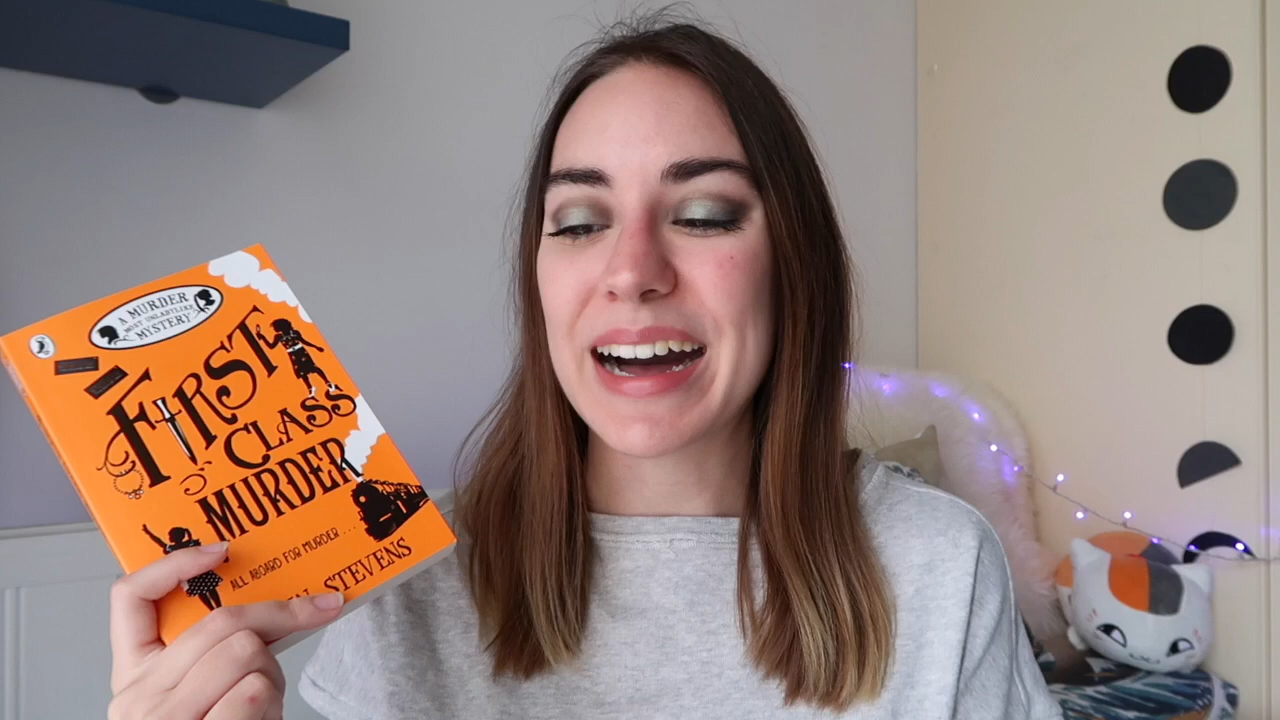 A MURDER
MOST UNLADYLIKE
MYSTERY
FIRST
CLASS
MURDER
ALL ABOARD FOR MURDER ...
STEVENS